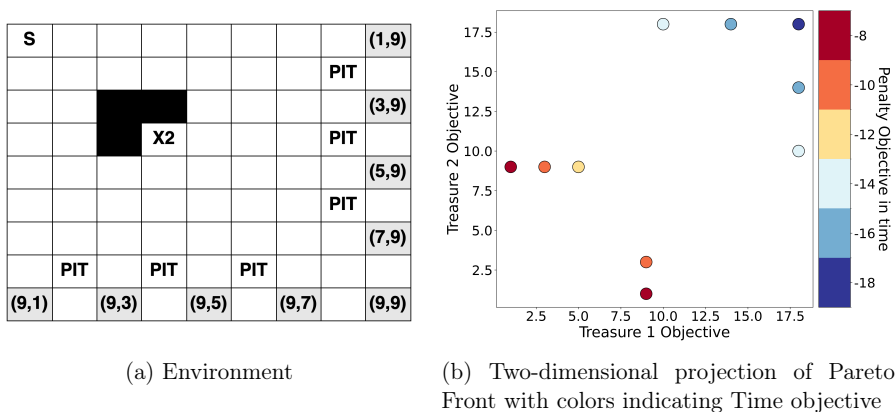 S (1,9)
PIT
(3,9)
X2 PIT
(5,9)
PIT
(7,9)
PIT PIT PIT
(9,1) (9,3) (9,5) (9,7) (9,9)
(a) Environment
17.5
15.0
12.5
10.0
7.5
5.0
2.5
Treasure 2 Objective
2.5 5.0 7.5 10.0 12.5 15.0 17.5
Treasure 1 Objective
-8
-10
-12
-14
-16
-18
Penalty Objective in time
(b) Two-dimensional projection of Pareto
Front with colors indicating Time objective